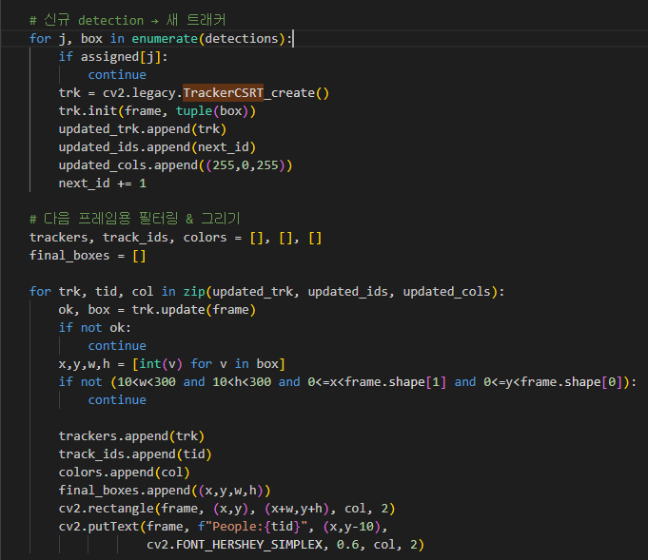 # 신규 detection → 새 트래커
for j, box in enumerate(detections):
    if assigned[j]:
        continue
    trk = cv2.legacy.TrackerCSRT_create()
    trk.init(frame, tuple(box))
    updated_trk.append(trk)
    updated_ids.append(next_id)
    updated_cols.append((255,0,255))
    next_id += 1

# 다음 프레임용 필터링 & 그리기
trackers, track_ids, colors = [], [], []
final_boxes = []

for trk, tid, col in zip(updated_trk, updated_ids, updated_cols):
    ok, box = trk.update(frame)
    if not ok:
        continue
    x,y,w,h = [int(v) for v in box]
    if not (10<w<300 and 10<h<300 and 0<=x<frame.shape[1] and 0<=y<frame.shape[0]):
        continue

    trackers.append(trk)
    track_ids.append(tid)
    colors.append(col)
    final_boxes.append((x,y,w,h))
    cv2.rectangle(frame, (x,y), (x+w,y+h), col, 2)
    cv2.putText(frame, f"People:{tid}", (x,y-10),
                cv2.FONT_HERSHEY_SIMPLEX, 0.6, col, 2)